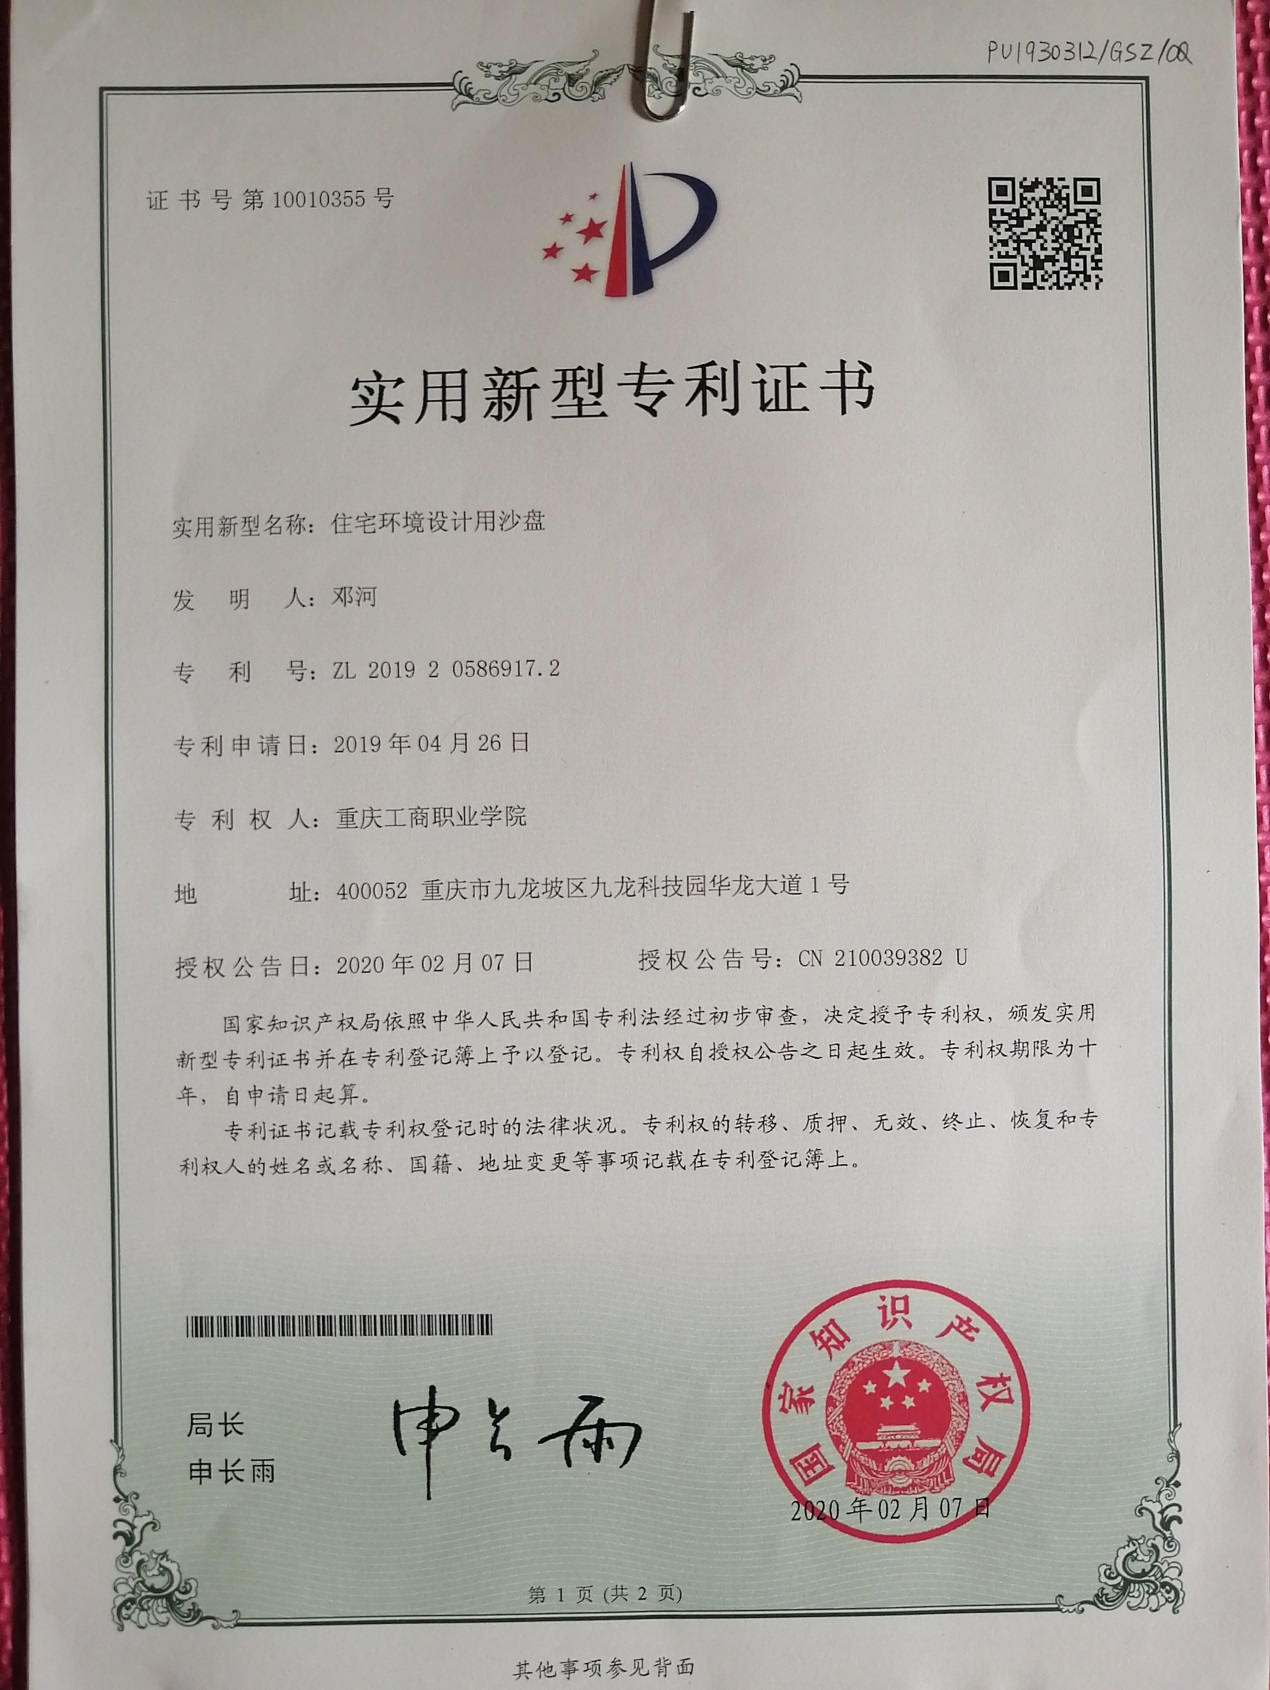 PU1930312/GSZ/CQ
证书号第10010355号
实用新型专利证书
实用新型名称：住宅环境设计用沙盘
发明人：邓河
专利号：ZL 2019 2 0586917.2
专利申请日：2019年04月26日
专利权人：重庆工商职业学院
地址：400052 重庆市九龙坡区九龙科技园华龙大道1号
授权公告日：2020年02月07日 授权公告号：CN 210039382 U
国家知识产权局依照中华人民共和国专利法经过初步审查，决定授予专利权，颁发实用
新型专利证书并在专利登记簿上予以登记。专利权自授权公告之日起生效。专利权期限为十
年，自申请日起算。
专利证书记载专利权登记时的法律状况。专利权的转移、质押、无效、终止、恢复和专
利权人的姓名或名称、国籍、地址变更等事项记载在专利登记簿上。
局长
申长雨
申长雨
国家知识产权局
2020年02月07日
第 1 页 (共 2 页)
其他事项参见背面